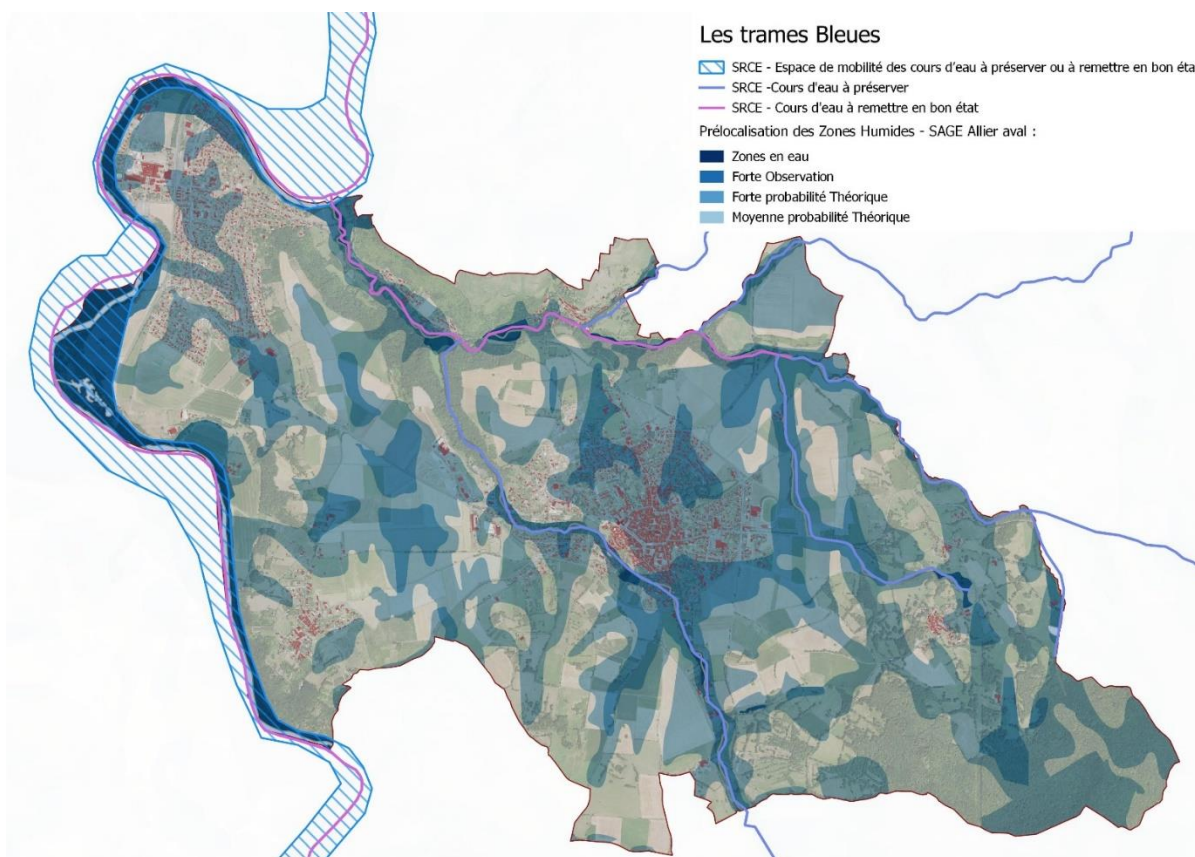 Les trames Bleues
SRCE - Espace de mobilité des cours d'eau à préserver ou à remettre en bon éta
SRCE -Cours d'eau à préserver
SRCE - Cours d'eau à remettre en bon état
Prélocalisation des Zones Humides - SAGE Allier aval :
Zones en eau
Forte Observation
Forte probabilité Théorique
Moyenne probabilité Théorique